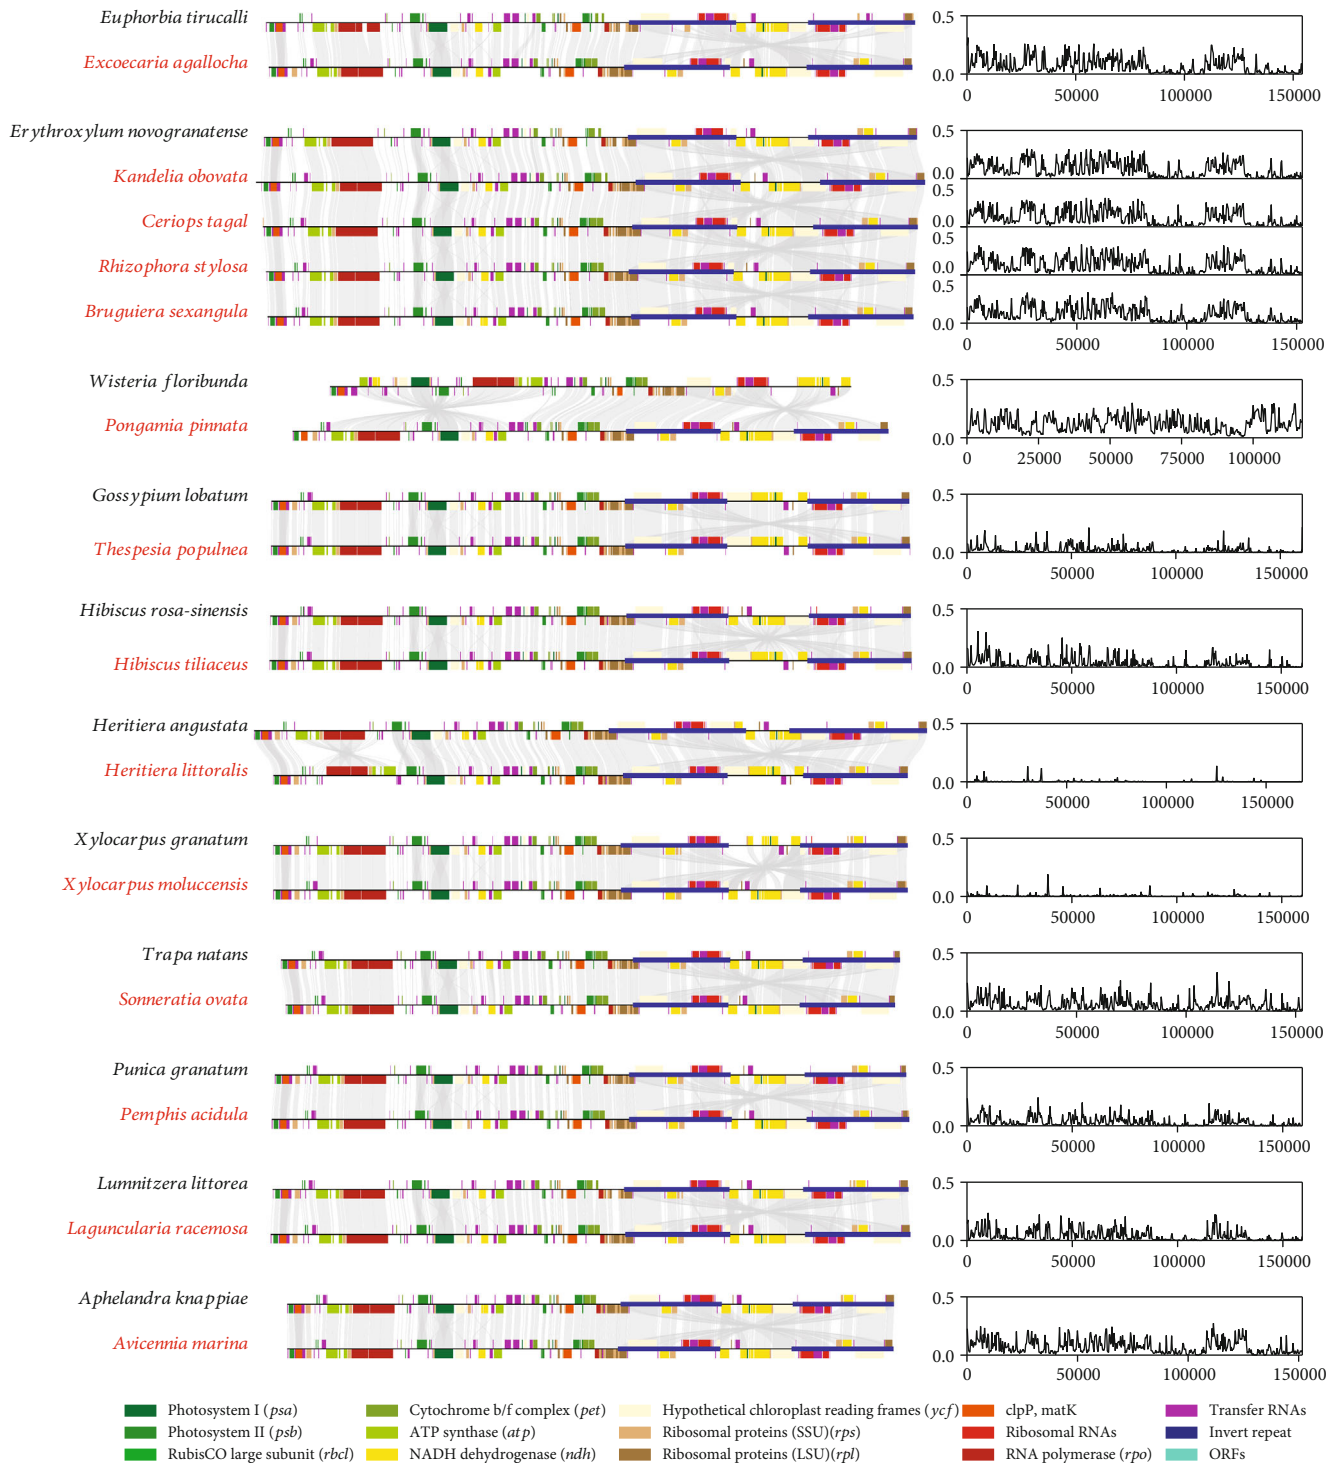 Euphorbia tirucalli
Excoecaria agallocha
0.5
0.0
0 50000 100000 150000
Erythroxylum novogranatense
Kandelia obovata
Ceriops tagal
Rhizophora stylosa
Bruguiera sexangula
0.5
0.0
0.5
0.0
0.5
0.0
0.5
0.0
0 50000 100000 150000
Wisteria floribunda
Pongamia pinnata
0.5
0.0
0 25000 50000 75000 100000
Gossypium lobatum
Thespesia populnea
0.5
0.0
0 50000 100000 150000
Hibiscus rosa-sinensis
Hibiscus tiliaceus
0.5
0.0
0 50000 100000 150000
Heritiera angustata
Heritiera littoralis
0.5
0.0
0 50000 100000 150000
Xylocarpus granatum
Xylocarpus moluccensis
0.5
0.0
0 50000 100000 150000
Trapa natans
Sonneratia ovata
0.5
0.0
0 50000 100000 150000
Punica granatum
Pemphis acidula
0.5
0.0
0 50000 100000 150000
Lumnitzera littorea
Laguncularia racemosa
0.5
0.0
0 50000 100000 150000
Aphelandra knappiae
Avicennia marina
0.5
0.0
0 50000 100000 150000
Photosystem I (psa) Cytochrome b/f complex (pet) Hypothetical chloroplast reading frames (ycf) clpP, matK Transfer RNAs
Photosystem II (psb) ATP synthase (atp) Ribosomal proteins (SSU)(rps) Ribosomal RNAs Invert repeat
RubisCO large subunit (rbcl) NADH dehydrogenase (ndh) Ribosomal proteins (LSU)(rpl) RNA polymerase (rpo) ORFs